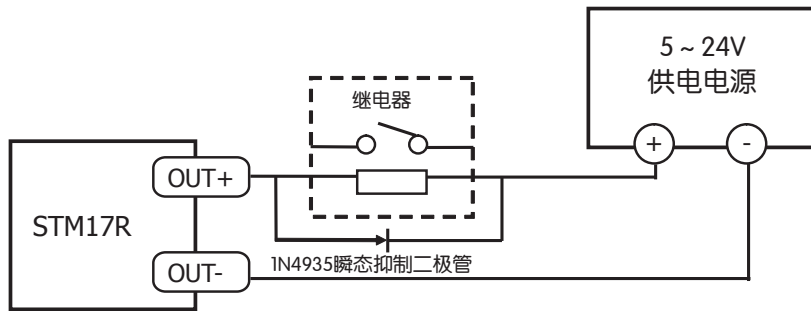 5 ~ 24V
供电电源
+
-
继电器
OUT+
STM17R
OUT-
1N4935瞬态抑制二极管